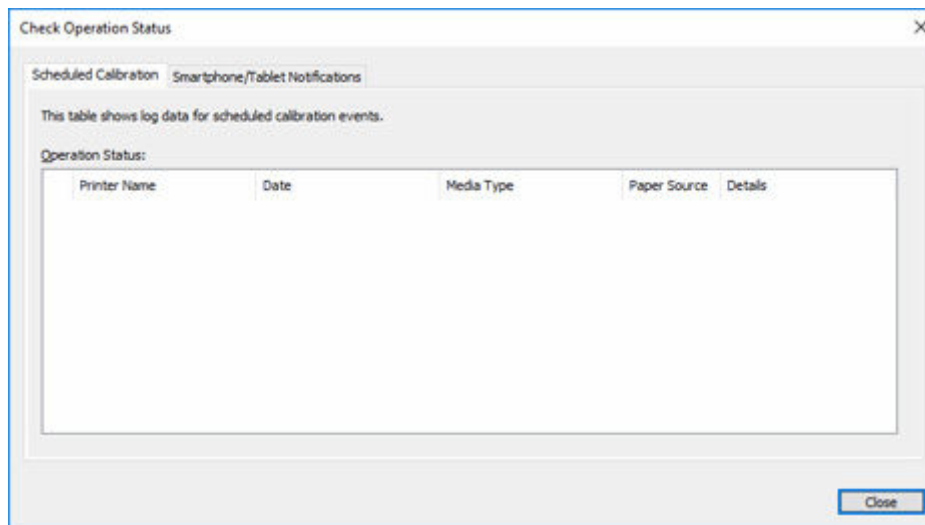 Check Operation Status
Scheduled Calibration Smartphone/Tablet Notifications
This table shows log data for scheduled calibration events.
Operation Status:
Printer Name Date Media Type Paper Source Details
Close